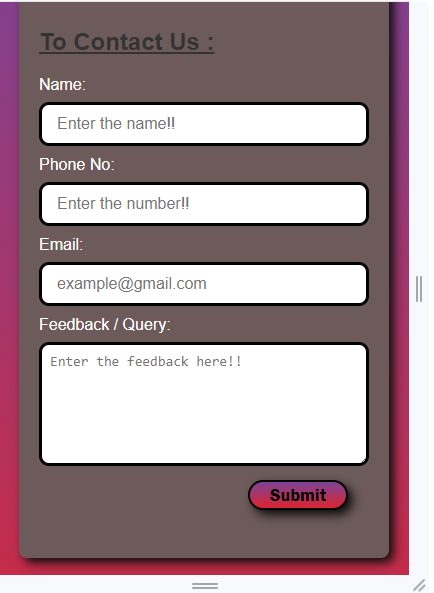 To Contact Us :
Name:
Enter the name!!
Phone No:
Enter the number!!
Email:
example@gmail.com
Feedback / Query:
Enter the feedback here!!
Submit